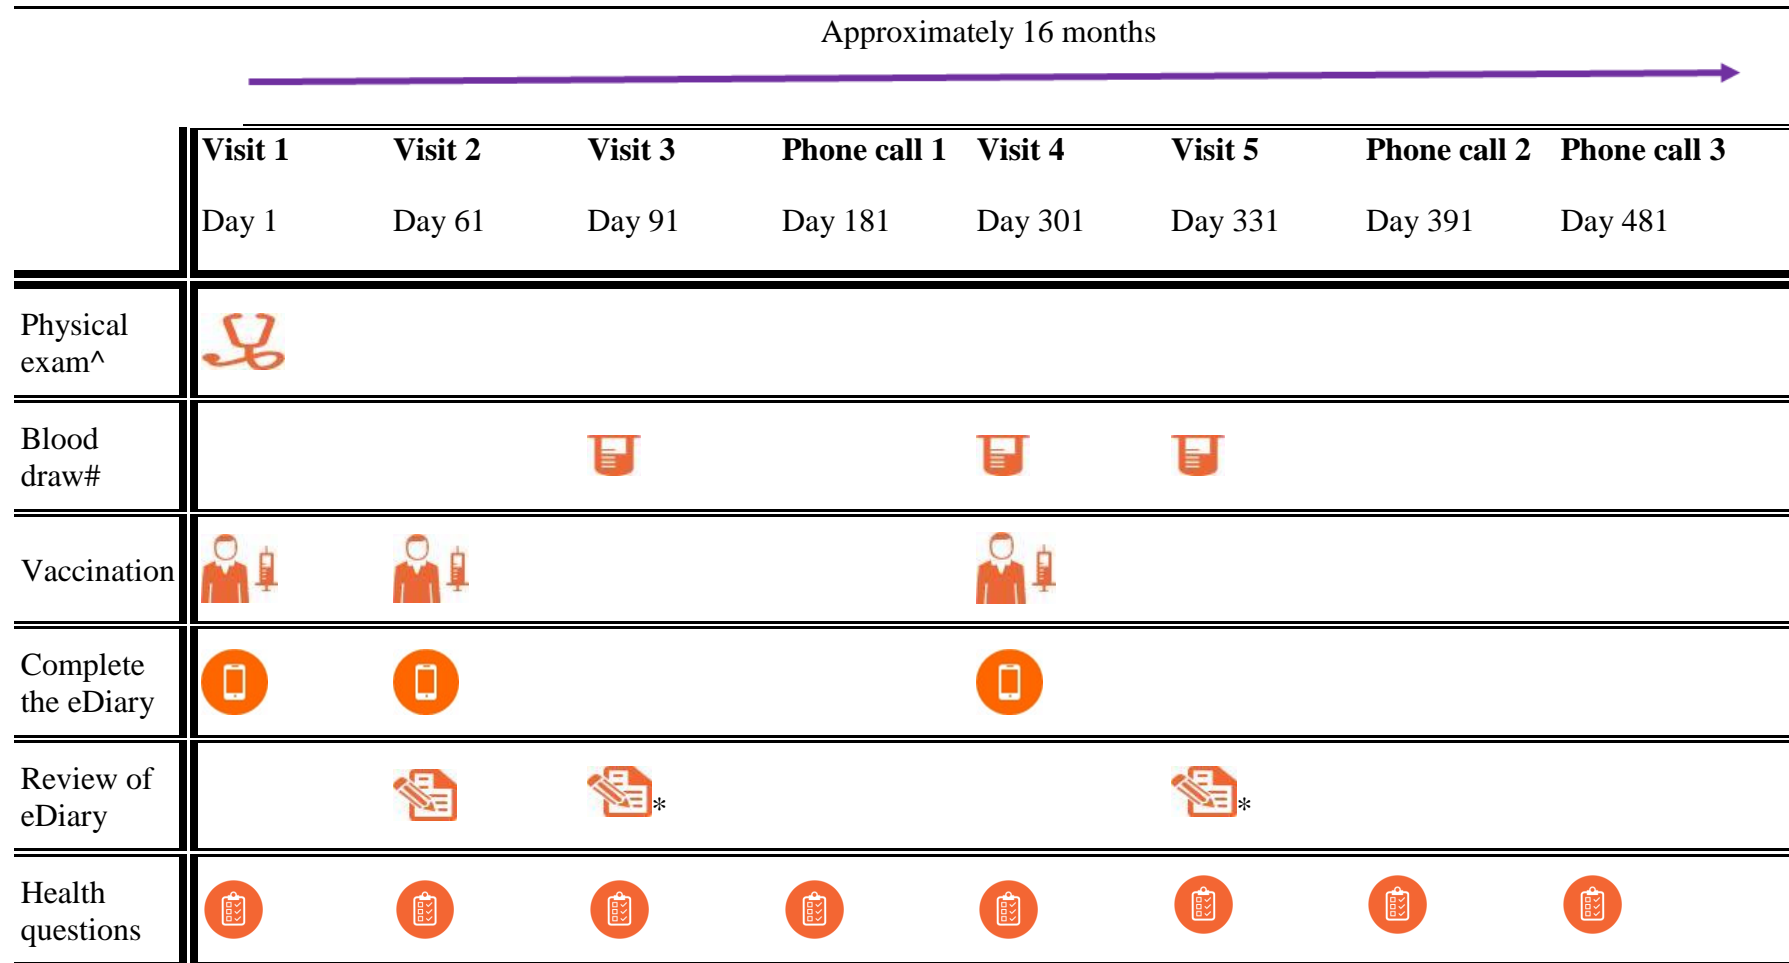 Approximately 16 months
Visit 1 Visit 2 Visit 3 Phone call 1 Visit 4 Visit 5 Phone call 2 Phone call 3
Day 1 Day 61 Day 91 Day 181 Day 301 Day 331 Day 391 Day 481
Physical
exam^
Blood
draw#
Vaccination
Complete
the eDiary
Review of
eDiary
* *
Health
questions